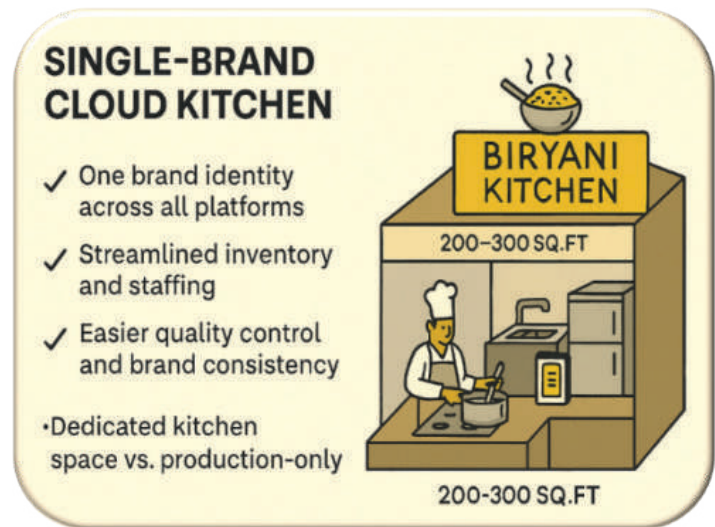 SINGLE-BRAND
CLOUD KITCHEN
✓ One brand identity
across all platforms
✓ Streamlined inventory
and staffing
✓ Easier quality control
and brand consistency
•Dedicated kitchen
space vs. production-only
BIRYANI
KITCHEN
200–300 SQ.FT
200-300 SQ.FT